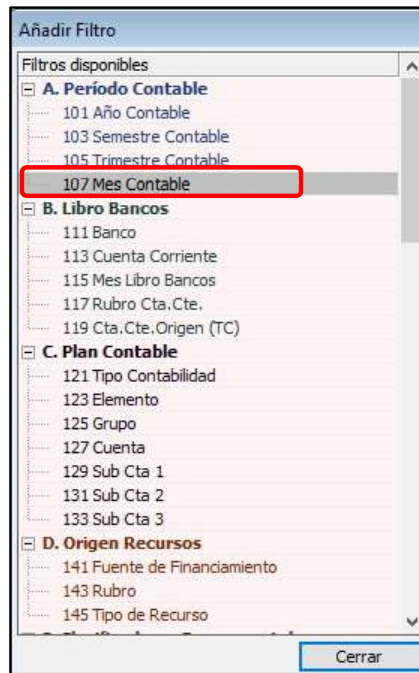 Añadir Filtro
Filtros disponibles
A. Período Contable
101 Año Contable
103 Semestre Contable
105 Trimestre Contable
107 Mes Contable
B. Libro Bancos
111 Banco
113 Cuenta Corriente
115 Mes Libro Bancos
117 Rubro Cta.Cte.
119 Cta.Cte.Origen (TC)
C. Plan Contable
121 Tipo Contabilidad
123 Elemento
125 Grupo
127 Cuenta
129 Sub Cta 1
131 Sub Cta 2
133 Sub Cta 3
D. Origen Recursos
141 Fuente de Financiamiento
143 Rubro
145 Tipo de Recurso
Cerrar